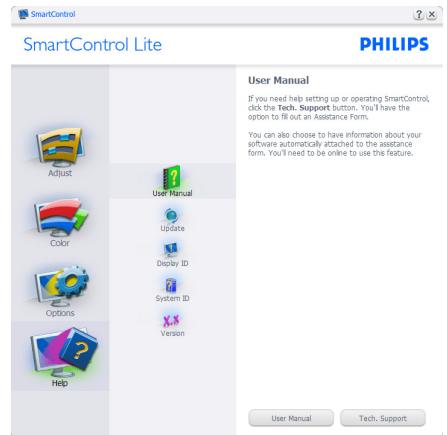 SmartControl
SmartControl Lite
PHILIPS
Adjust
Color
Options
Help
User Manual
Update
Display ID
System ID
X.X
Version
User Manual
If you need help setting up or operating SmartControl,
click the Tech. Support button. You'l have the
option to fill out an Assistance Form.
You can also choose to have information about your
software automatically attached to the assistance
form. You'll need to be online to use this feature.
User Manual
Tech. Support